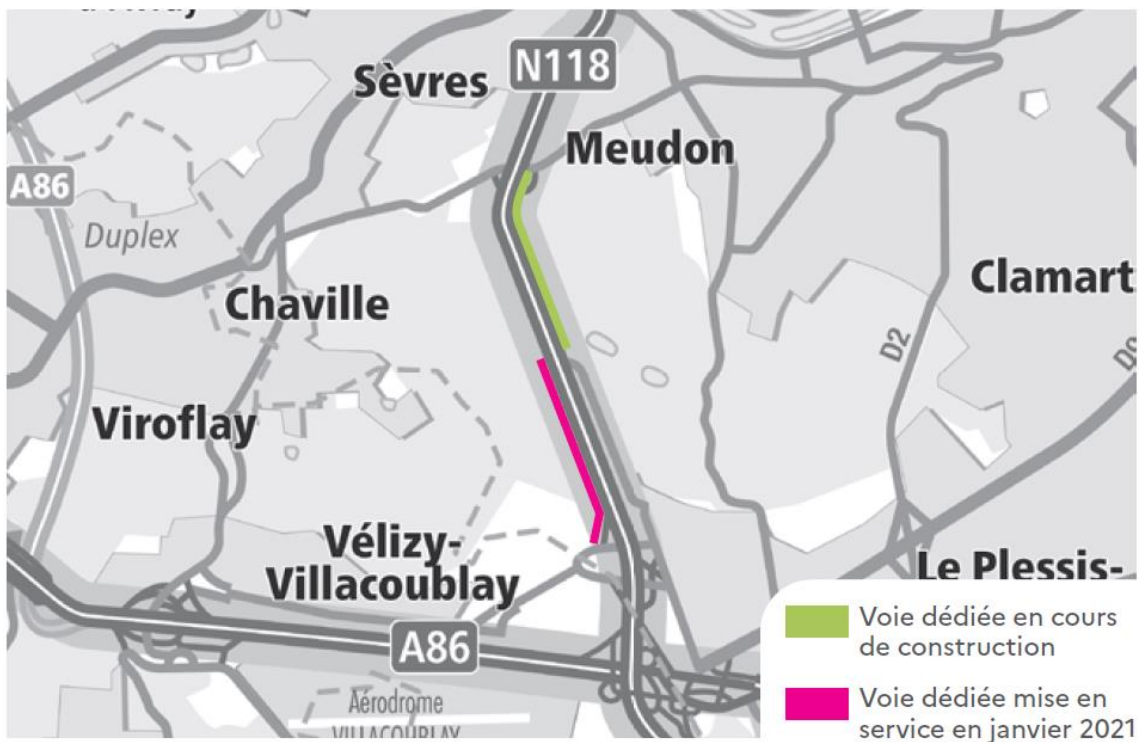 Sèvres
N118
Meudon
A86
Duplex
Clamart
Chaville
D2
Viroflay
Vélizy-
Villacoublay
Le Plessis-
A86
Aérodrome
VILLACOUBLAY
Voie dédiée en cours
de construction
Voie dédiée mise en
service en janvier 2021